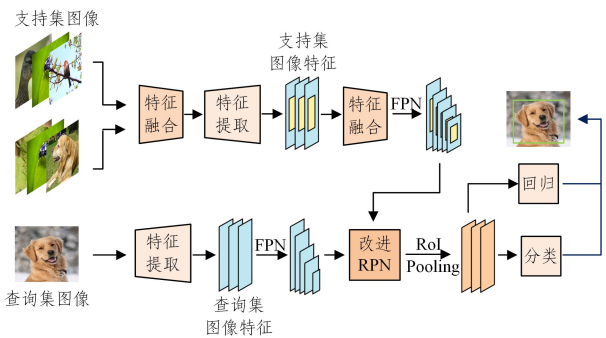 支持集图像
特征
融合
特征
提取
支持集
图像特征
特征
融合
FPN
回归
查询集图像
特征
提取
FPN
查询集
图像特征
改进
RPN
RoI
Pooling
分类